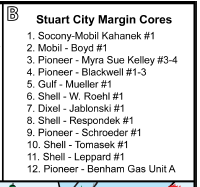 B
Stuart City Margin Cores
1. Socony-Mobil Kahanek #1
2. Mobil - Boyd #1
3. Pioneer - Myra Sue Kelley #3-4
4. Pioneer - Blackwell #1-3
5. Gulf - Mueller #1
6. Shell - W. Roehl #1
7. Dixel - Jablonski #1
8. Shell - Respondek #1
9. Pioneer - Schroeder #1
10. Shell - Tomasek #1
11. Shell - Leppard #1
12. Pioneer - Benham Gas Unit A